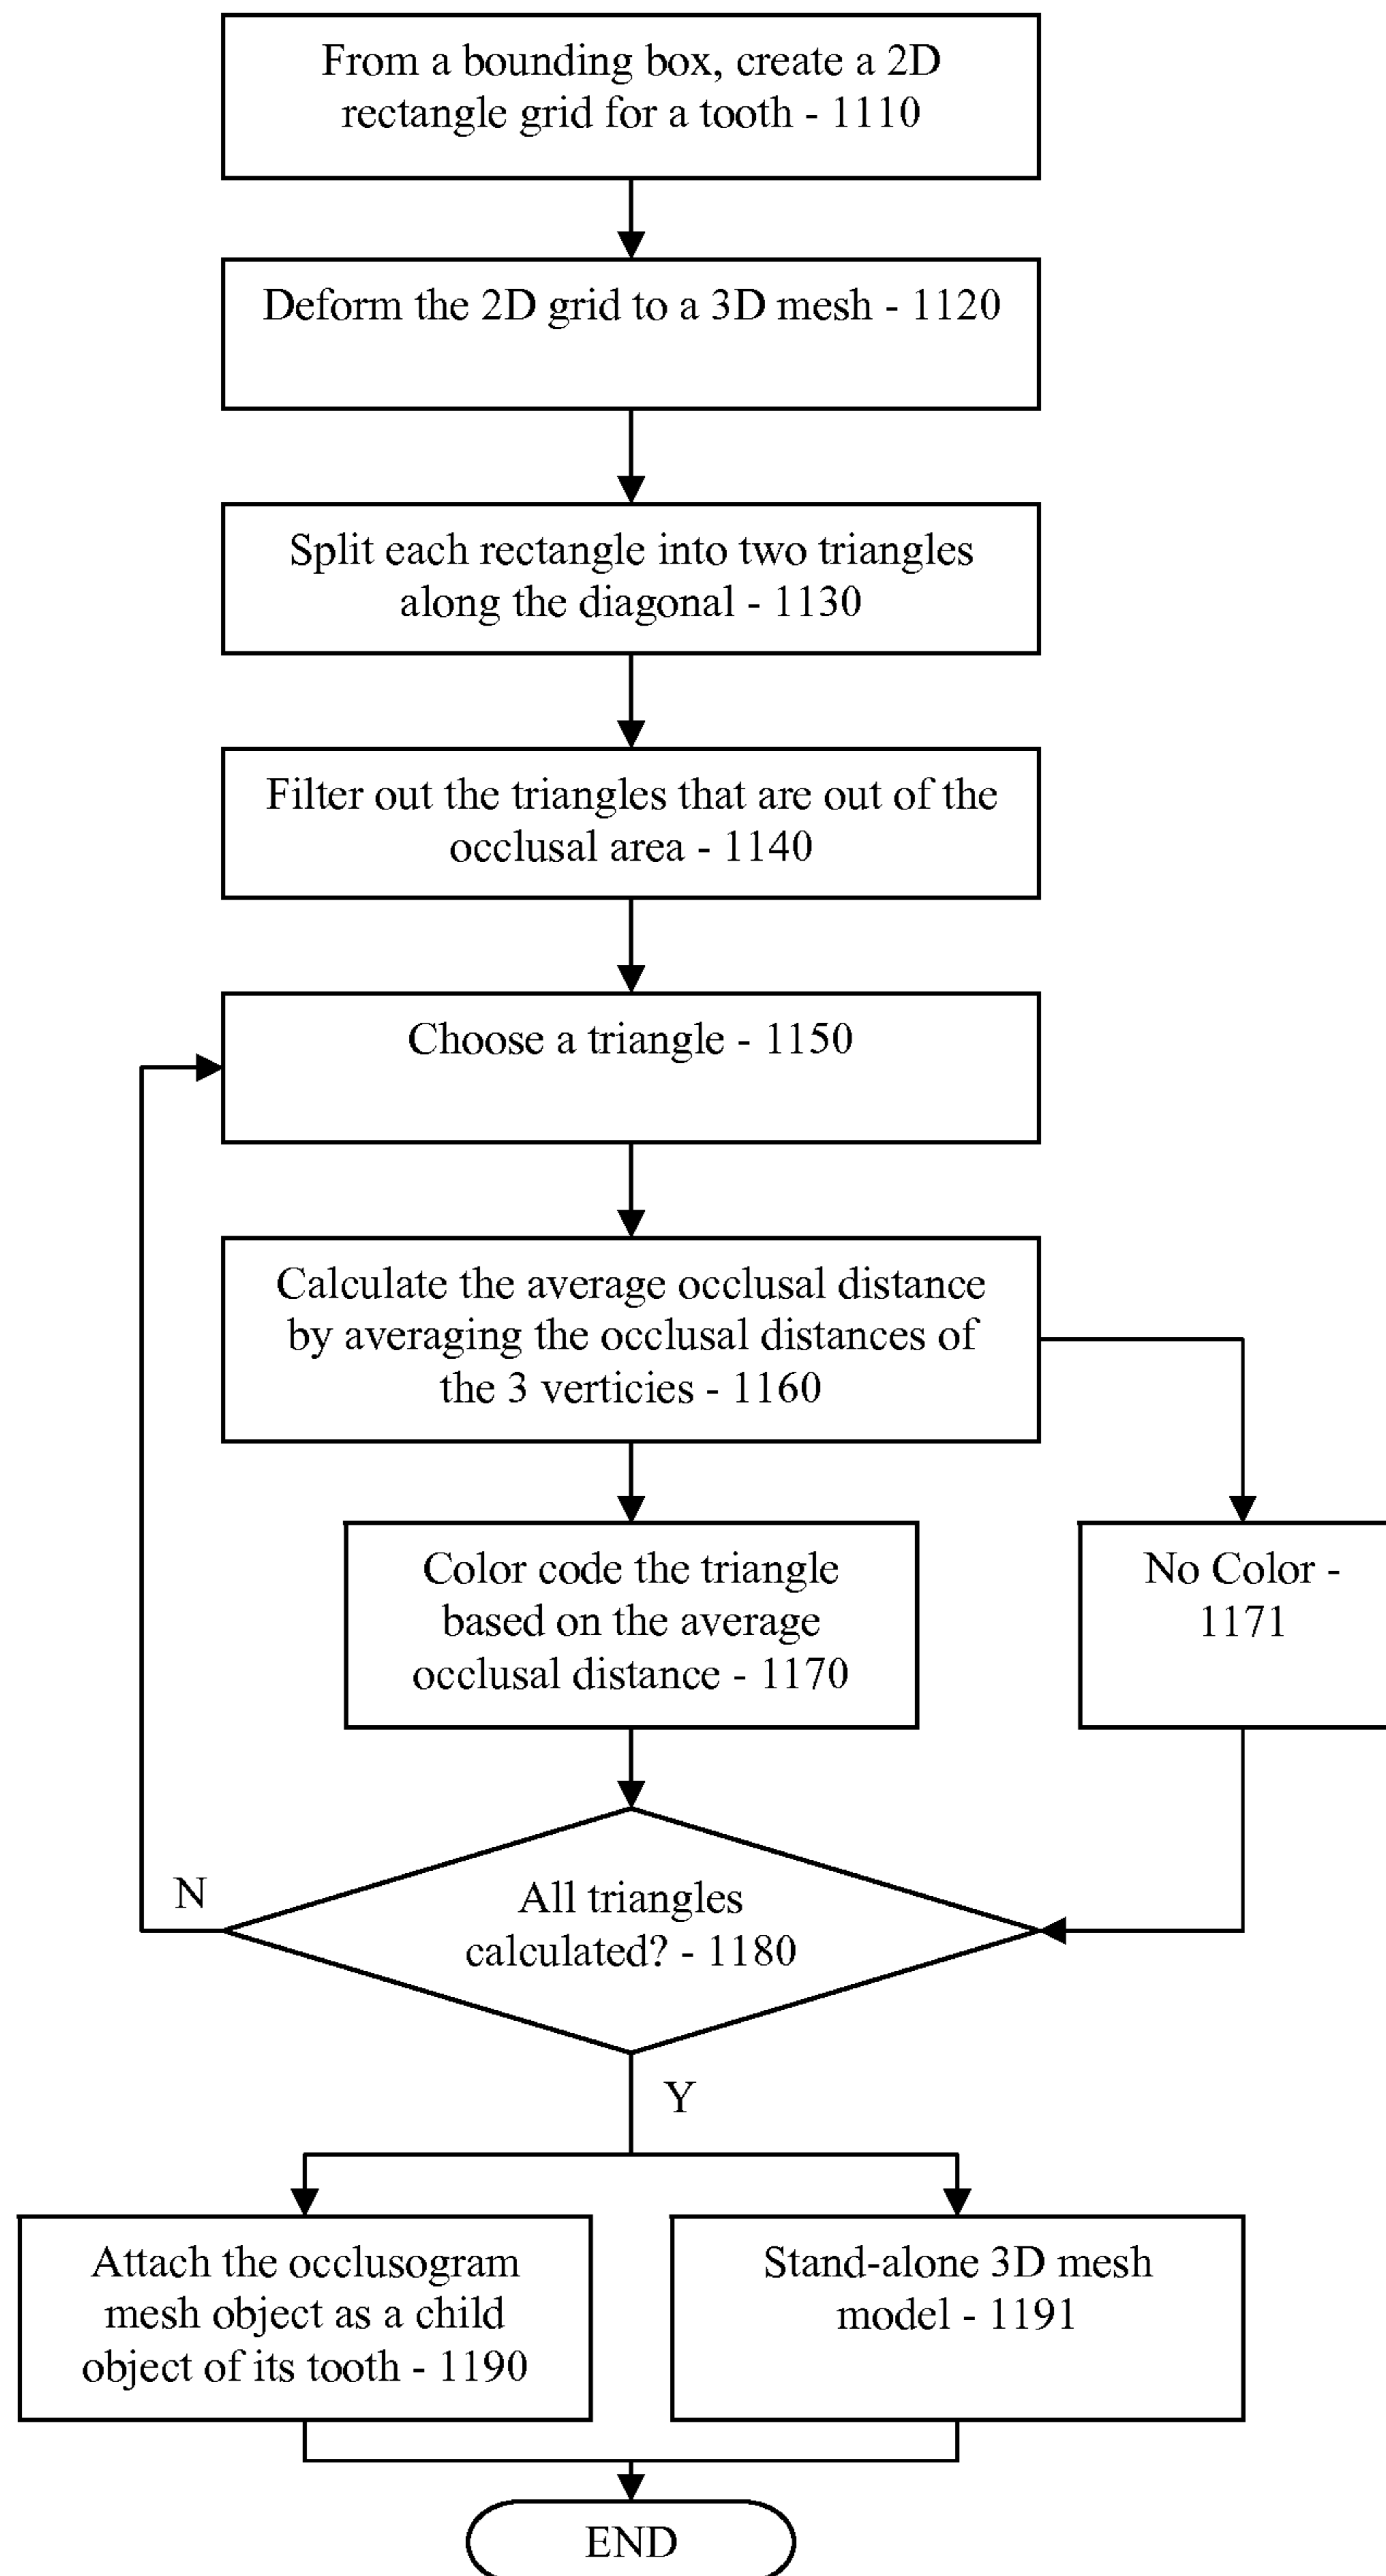 From a bounding box, create a 2D
rectangle grid for a tooth - 1110
Deform the 2D grid to a 3D mesh - 1120
Split each rectangle into two triangles
along the diagonal - 1130
Filter out the triangles that are out of the
occlusal area - 1140
Choose a triangle - 1150
Calculate the average occlusal distance
by averaging the occlusal distances of
the 3 verticies - 1160
Color code the triangle
based on the average
occlusal distance - 1170
No Color -
1171
N
All triangles
calculated? - 1180
Y
Attach the occlusogram
mesh object as a child
object of its tooth - 1190
Stand-alone 3D mesh
model - 1191
END